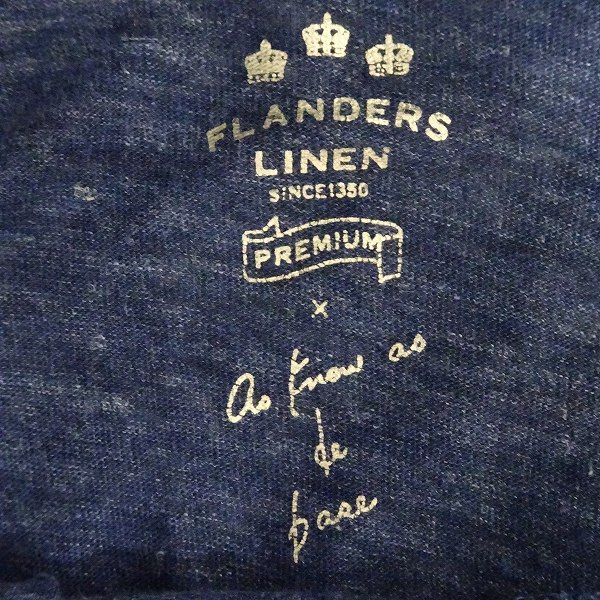 FLANDERS
LINEN
SINCE1350
PREMIUM
x
As know as
de
base